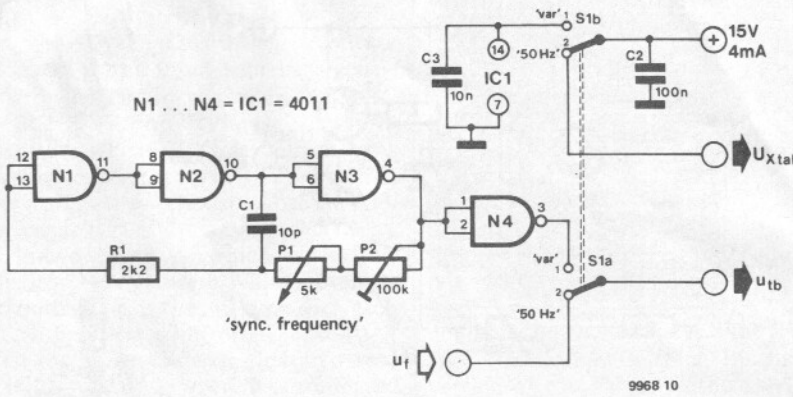 'var' 1 S1b
2
'50 Hz'
14
IC1
7
C3
10n
C2
100n
+ 15V
4mA
N1 . . . N4 = IC1 = 4011
UXtal
12
13
N1
11
8
9
N2
10
5
6
N3
4
1
2
N4
3
C1
10p
R1
2k2
P1
5k
P2
100k
'sync. frequency'
'var' 1
S1a
2
'50 Hz'
utb
uf
9968 10